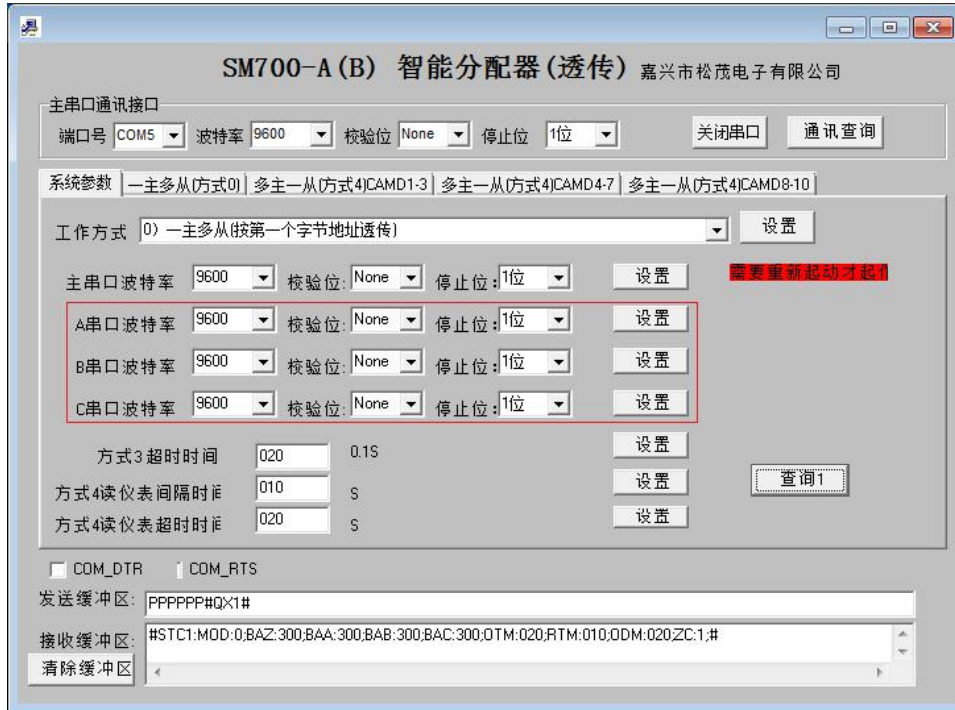 SM700-A(B) 智能分配器(透传) 嘉兴市松茂电子有限公司
主串口通讯接口
端口号 COM5 波特率 9600 校验位 None 停止位 1位 关闭串口 通讯查询
系统参数 一主多从(方式0) 多主一从(方式4)CAMD1-3 多主一从(方式4)CAMD4-7 多主一从(方式4)CAMD8-10
工作方式 0) 一主多从(按第一个字节地址透传) 设置
主串口波特率 9600 校验位: None 停止位: 1位 设置 需要重新起动才起作
A串口波特率 9600 校验位: None 停止位: 1位 设置
B串口波特率 9600 校验位: None 停止位: 1位 设置
C串口波特率 9600 校验位: None 停止位: 1位 设置
方式3超时时间 020 0.1S 设置
方式4读仪表间隔时间 010 S 设置 查询1
方式4读仪表超时时间 020 S 设置
COM_DTR COM_RTS
发送缓冲区: PPPPPP#QX1#
接收缓冲区: #STC1:MOD:0;BAZ:300;BAA:300;BAB:300;BAC:300;OTM:020;RTM:010;ODM:020;ZC:1;#
清除缓冲区